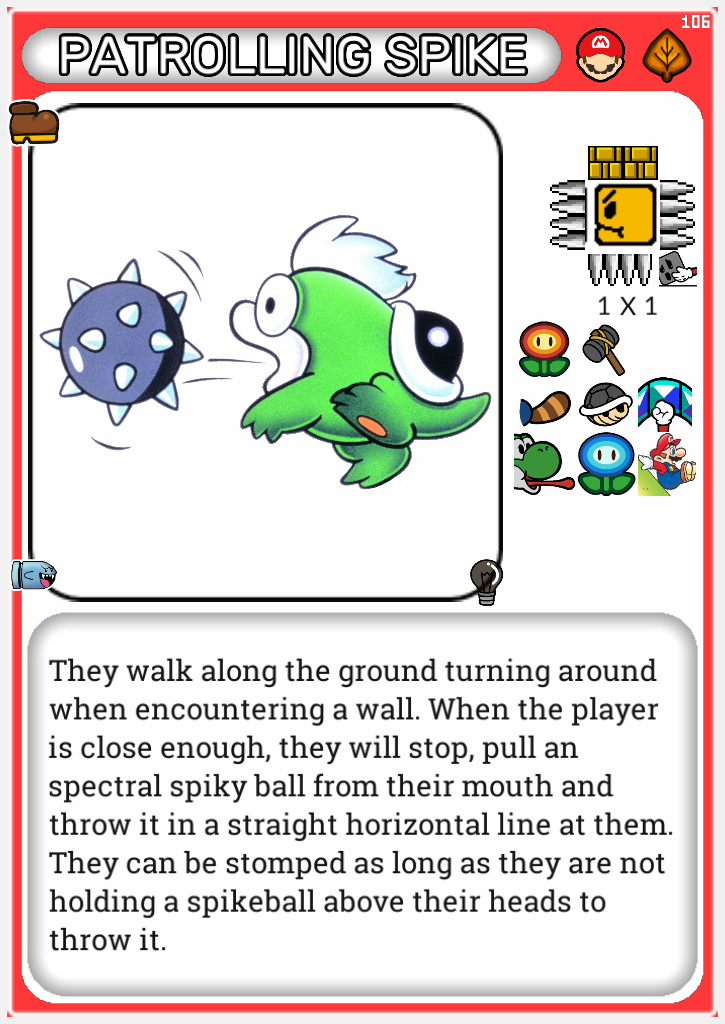 106
PATROLLING SPIKE
M
1 X 1
They walk along the ground turning around
when encountering a wall. When the player
is close enough, they will stop, pull an
spectral spiky ball from their mouth and
throw it in a straight horizontal line at them.
They can be stomped as long as they are not
holding a spikeball above their heads to
throw it.